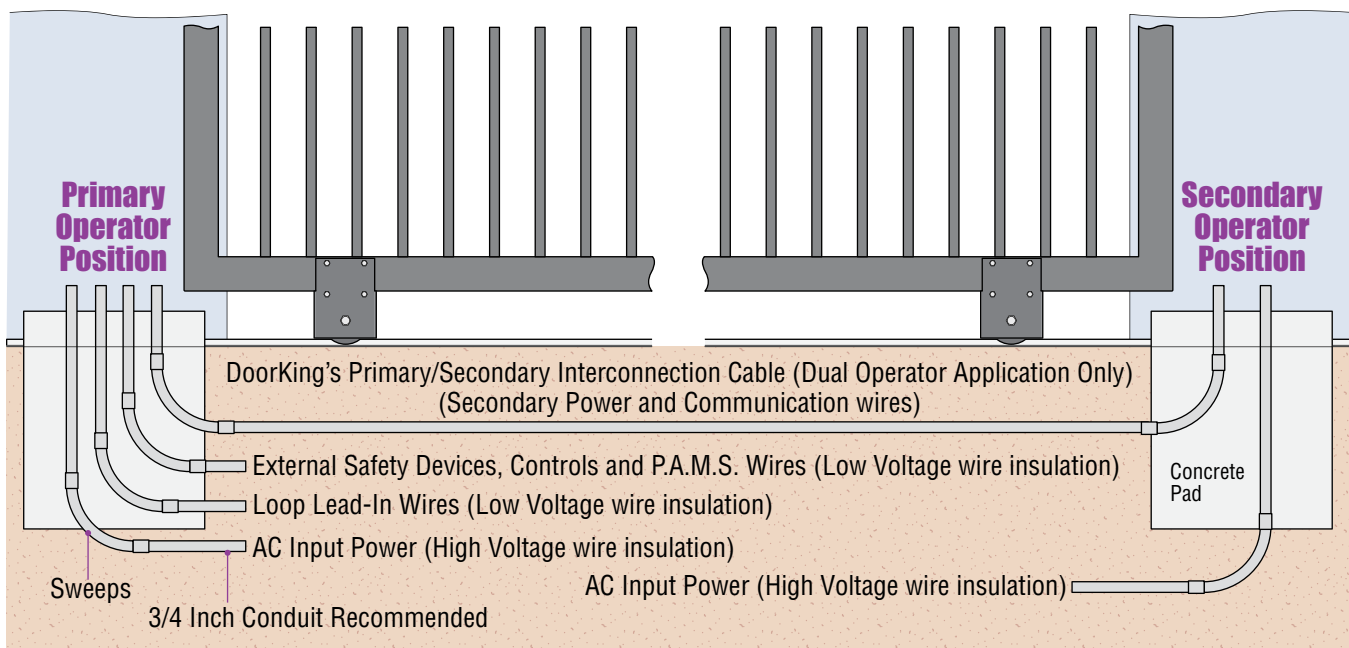 Primary
Operator
Position
Secondary
Operator
Position
DoorKing's Primary/Secondary Interconnection Cable (Dual Operator Application Only)
(Secondary Power and Communication wires)
External Safety Devices, Controls and P.A.M.S. Wires (Low Voltage wire insulation)
Concrete
Pad
Loop Lead-In Wires (Low Voltage wire insulation)
AC Input Power (High Voltage wire insulation)
Sweeps
AC Input Power (High Voltage wire insulation)
3/4 Inch Conduit Recommended